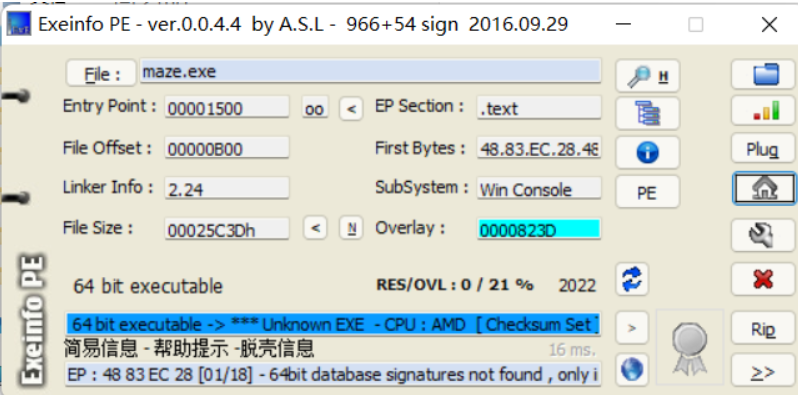 Exeinfo PE - ver.0.0.4.4 by A.S.L - 966+54 sign 2016.09.29
File : maze.exe H
Entry Point : 00001500 oo < EP Section : .text
File Offset : 00000B00 First Bytes : 48.83.EC.28.48 Plug
Linker Info : 2.24 SubSystem : Win Console PE
File Size : 00025C3Dh < N Overlay : 0000823D
64 bit executable RES/OVL : 0 / 21 % 2022
64 bit executable -> *** Unknown EXE - CPU : AMD [ Checksum Set ] > Rip
简易信息 - 帮助提示 -脱壳信息 16 ms.
EP : 48 83 EC 28 [01/18] - 64bit database signatures not found , only i >>
Exeinfo PE